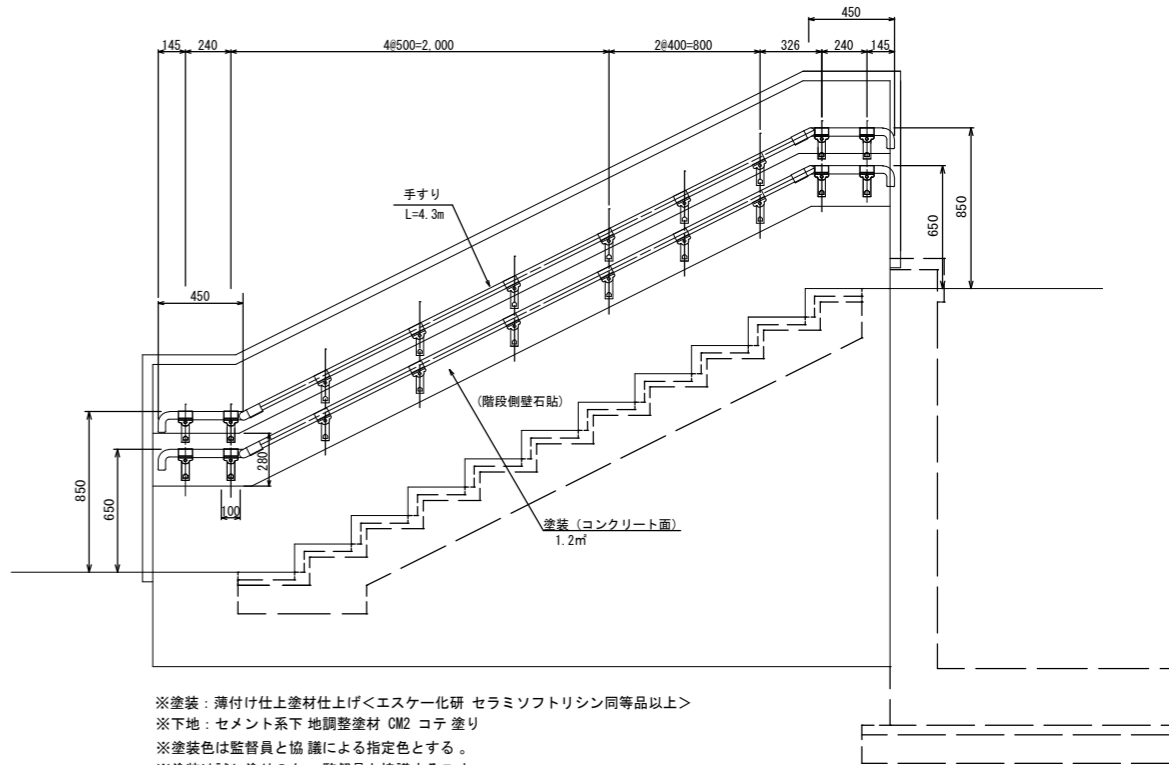 450
145
240
4@500=2,000
2@400=800
326
240
145
手すり
L=4.3m
850
650
450
(階段側壁石貼)
280
850
650
100
塗装(コンクリート面)
1.2㎡
※塗装：薄付け仕上塗材仕上げ<エスケー化研 セラミソフトリシン同等品以上>
※下地：セメント系下 地調整塗材 CM2 コテ 塗り
※塗装色は監督員と協 議による指定色とする 。